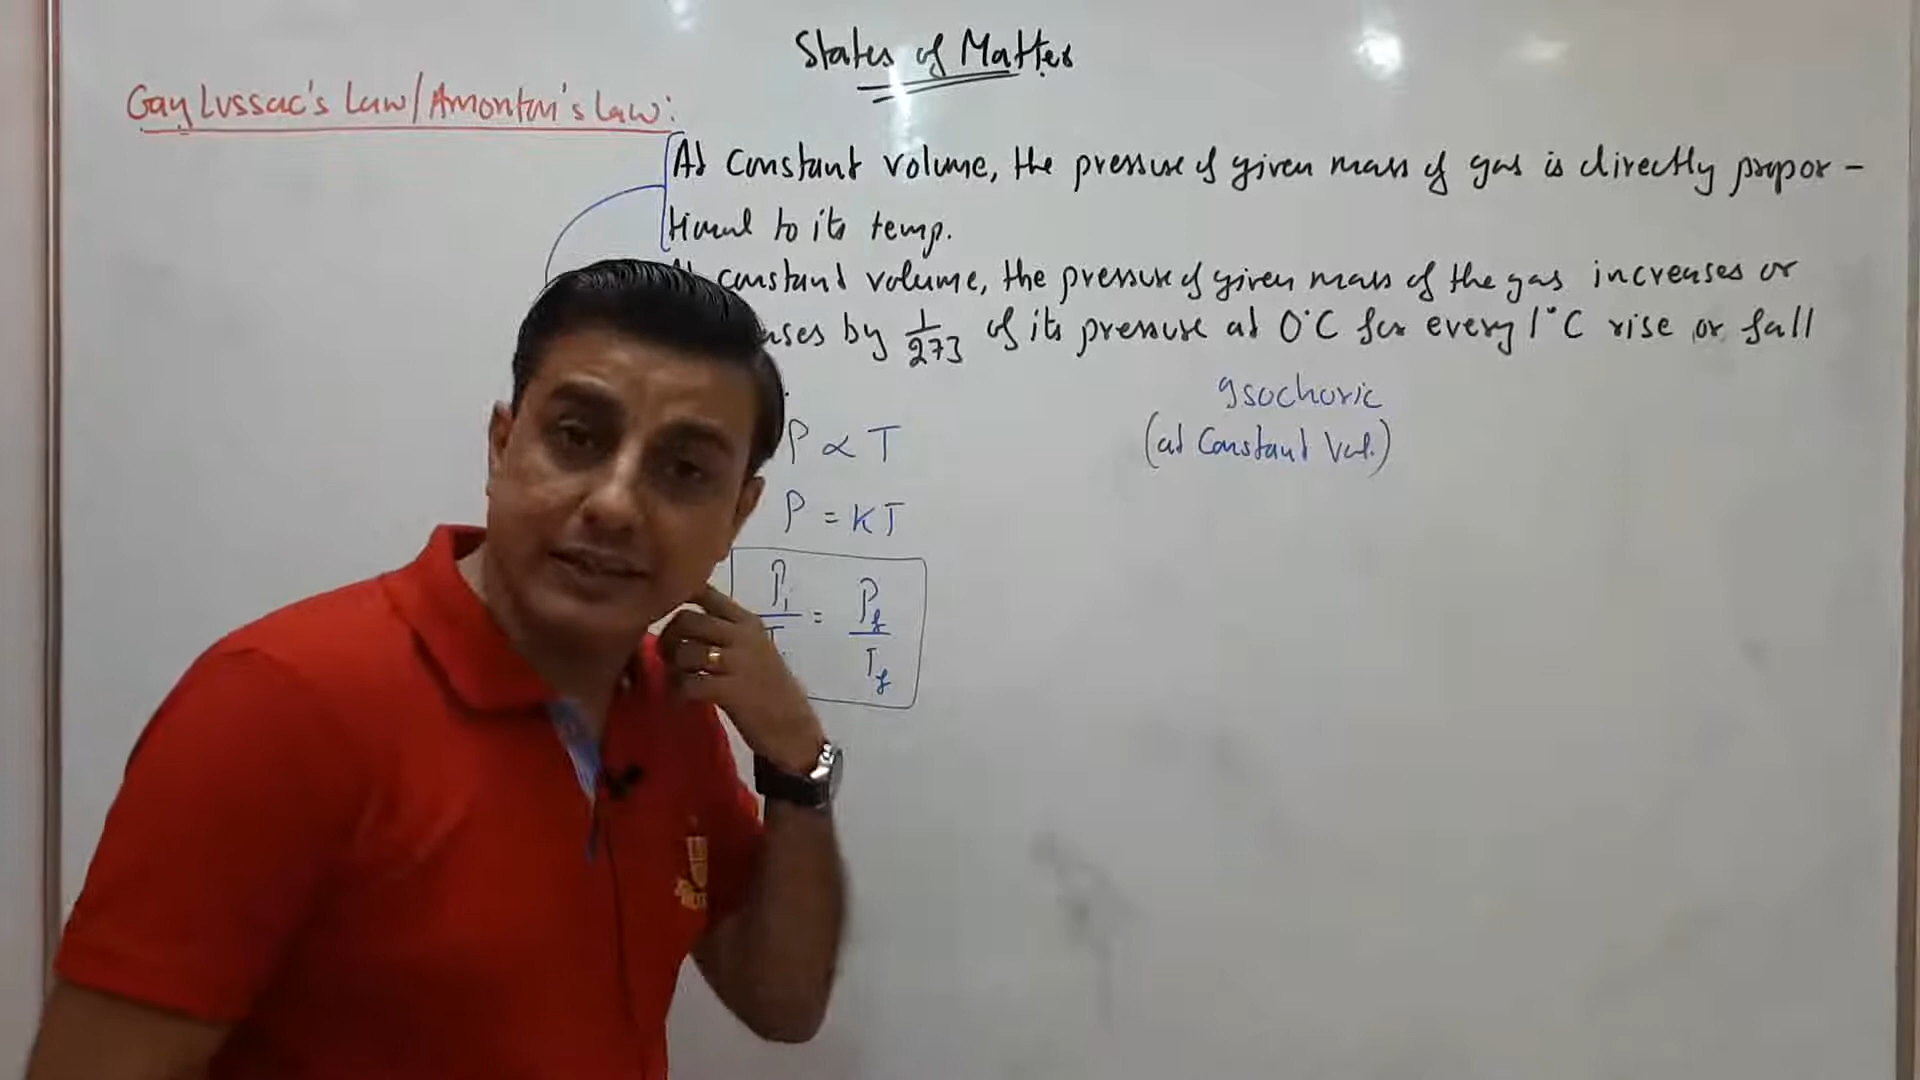 States of Matter
Gay Lussac's Law/Amonton's Law:
At constant volume, the pressure of given mass of gas is directly propor-
tional to its temp.
At constant volume, the pressure of given mass of the gas increases or
by 1/273 of its pressure at 0°C for every 1°C rise or fall
Isochoric
P ∝ T
(at Constant Vol.)
P = KT
Pi = Pf
Tf